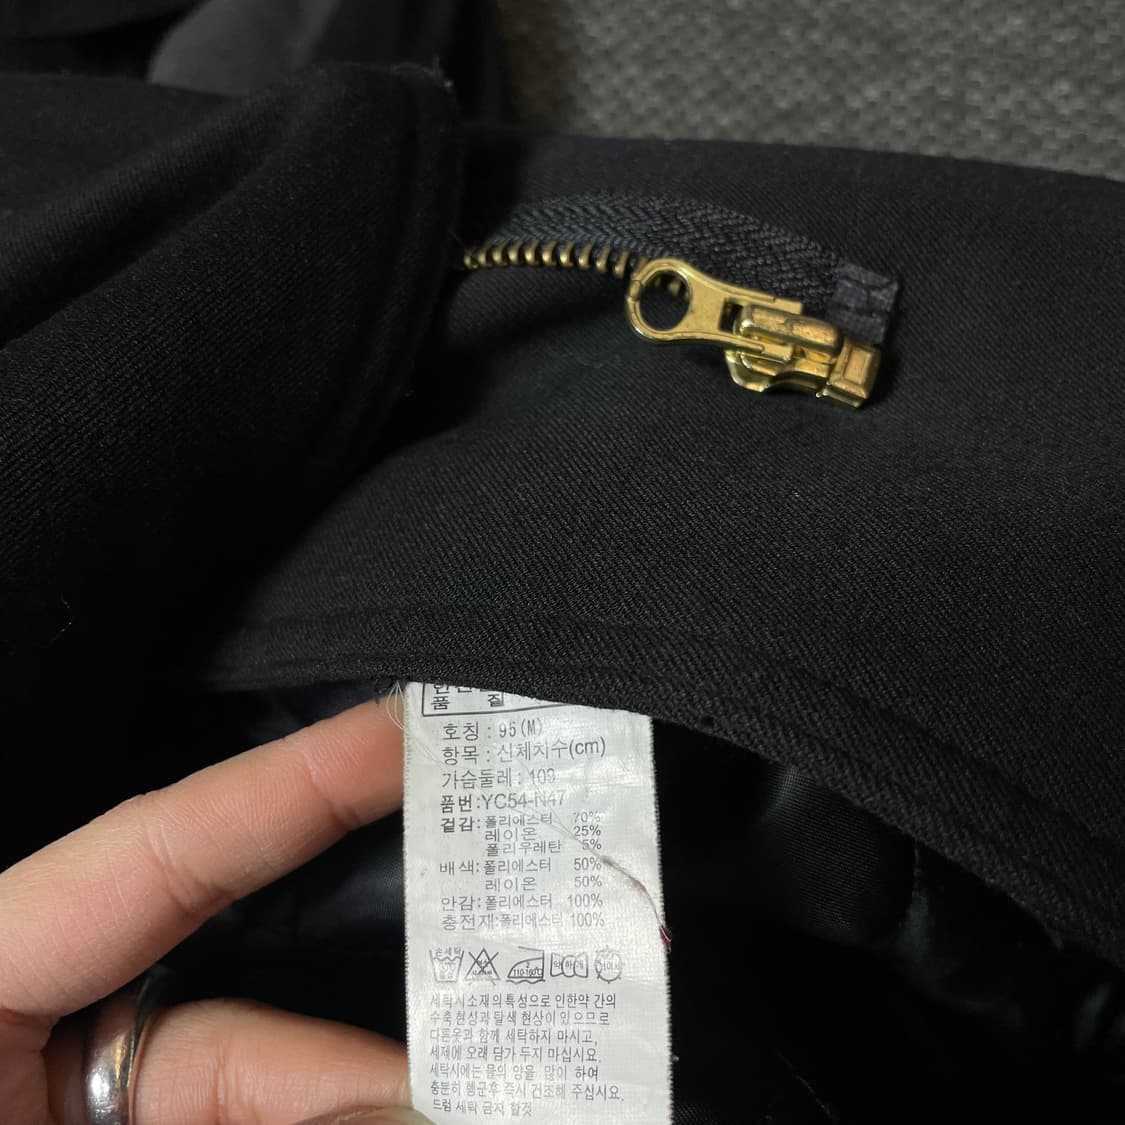 품 질
호칭 : 95(M)
항목 : 신체치수(cm)
가슴둘레 : 109
품번:YC54-N47
겉감: 폴리에스터 70%
레이온 25%
폴리우레탄 5%
배색: 폴리에스터 50%
레이온 50%
안감: 폴리에스터 100%
충전재:폴리에스터 100%
손세탁
110-160℃
세탁시소재의특성으로 인한약 간의
수축현성과 탈색 현상이 있으므로
다른옷과 함께 세탁하지 마시고,
세제에 오래 담가 두지 마십시요.
세탁시에는 물의 양을 많이 하여
충분히 행군후 즉시 건조해 주십시요.
드럼 세탁 금지 할것